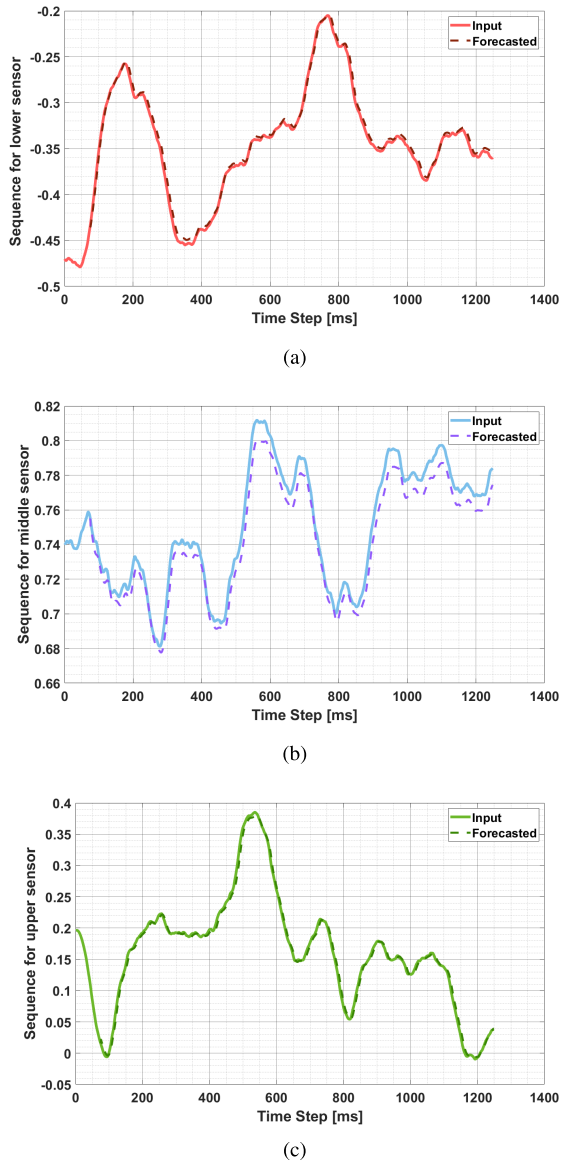 -0.2
-0.25
-0.3
-0.35
-0.4
-0.45
-0.5
Sequence for lower sensor
Input
Forecasted
0 200 400 600 800 1000 1200 1400
Time Step [ms]
(a)
0.82
0.8
0.78
0.76
0.74
0.72
0.7
0.68
0.66
Sequence for middle sensor
Input
Forecasted
0 200 400 600 800 1000 1200 1400
Time Step [ms]
(b)
0.4
0.35
0.3
0.25
0.2
0.15
0.1
0.05
0
-0.05
Sequence for upper sensor
Input
Forecasted
0 200 400 600 800 1000 1200 1400
Time Step [ms]
(c)